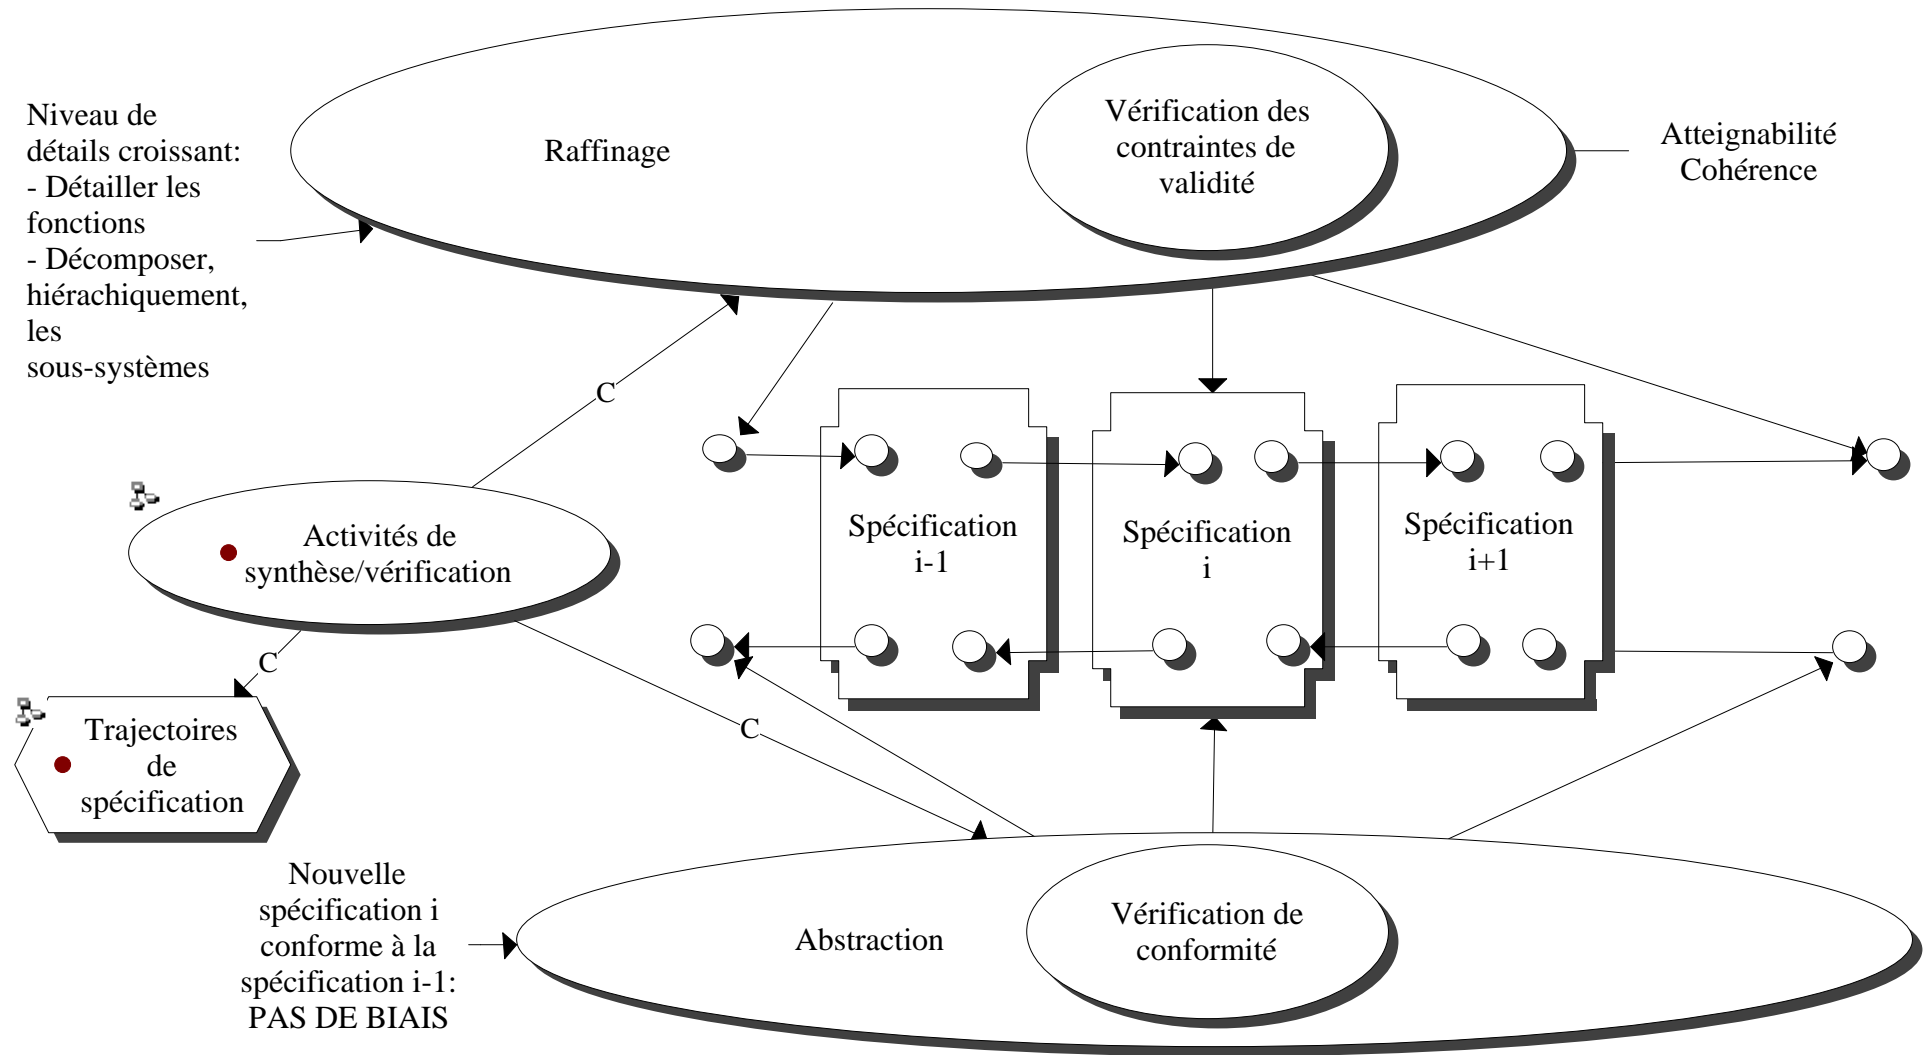 Niveau de
détails croissant:
- Détailler les
fonctions
- Décomposer,
hiérachiquement,
les
sous-systèmes
Raffinage
Vérification des
contraintes de
validité
Atteignabilité
Cohérence
C
Activités de
synthèse/vérification
Spécification
i-1
Spécification
i
Spécification
i+1
C
Trajectoires
de
spécification
C
Nouvelle
spécification i
conforme à la
spécification i-1:
PAS DE BIAIS
Abstraction
Vérification de
conformité